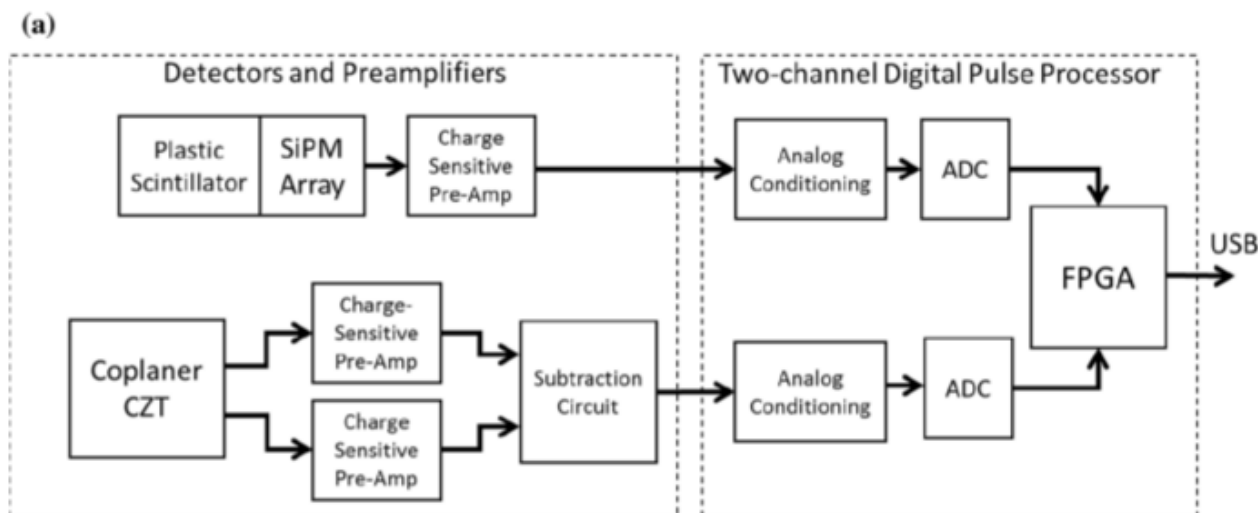 (a)
Detectors and Preamplifiers
Two-channel Digital Pulse Processor
Plastic
Scintillator
SiPM
Array
Charge
Sensitive
Pre-Amp
Analog
Conditioning
ADC
FPGA
USB
Coplaner
CZT
Charge-
Sensitive
Pre-Amp
Charge
Sensitive
Pre-Amp
Subtraction
Circuit
Analog
Conditioning
ADC